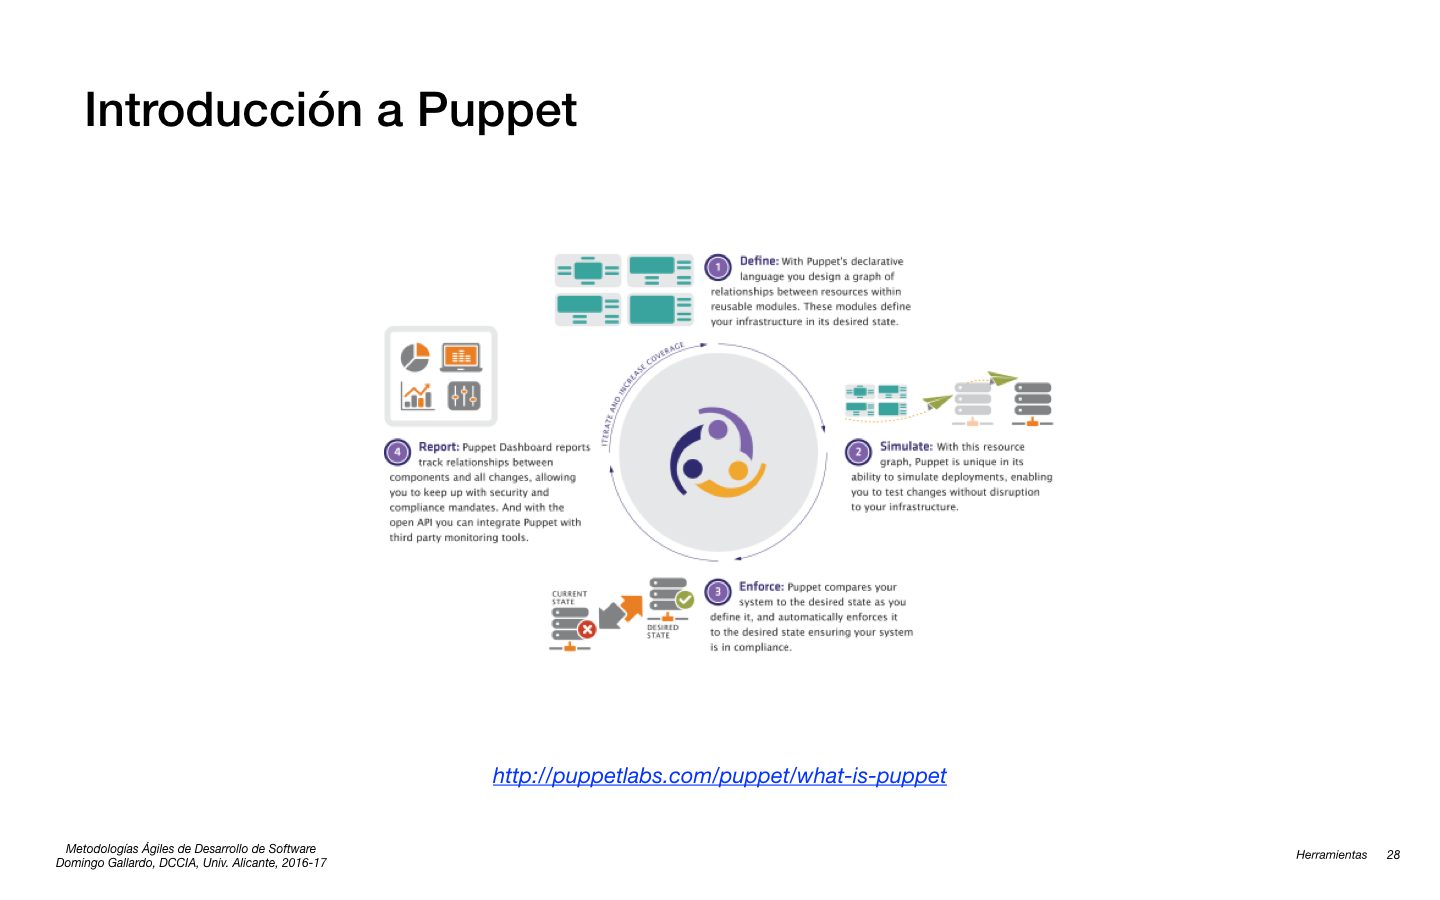 Introducción a Puppet
1 Define: With Puppet's declarative
language you design a graph of
relationships between resources within
reusable modules. These modules define
your infrastructure in its desired state.
ITERATE AND INCREASE COVERAGE
2 Simulate: With this resource
graph, Puppet is unique in its
ability to simulate deployments, enabling
you to test changes without disruption
to your infrastructure.
4 Report: Puppet Dashboard reports
track relationships between
components and all changes, allowing
you to keep up with security and
compliance mandates. And with the
open API you can integrate Puppet with
third party monitoring tools.
CURRENT
STATE
DESIRED
STATE
3 Enforce: Puppet compares your
system to the desired state as you
define it, and automatically enforces it
to the desired state ensuring your system
is in compliance.
http://puppetlabs.com/puppet/what-is-puppet
Metodologías Ágiles de Desarrollo de Software
Domingo Gallardo, DCCIA, Univ. Alicante, 2016-17
Herramientas 28